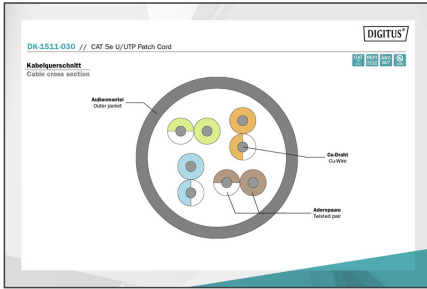 DIGITUS®
DK-1511-030 // CAT 5e U/UTP Patch Cord
Kabelquerschnitt
Cable cross section
Außenmantel
Outer jacket
Cu-Draht
Cu-Wire
Aderspaare
Twisted pair